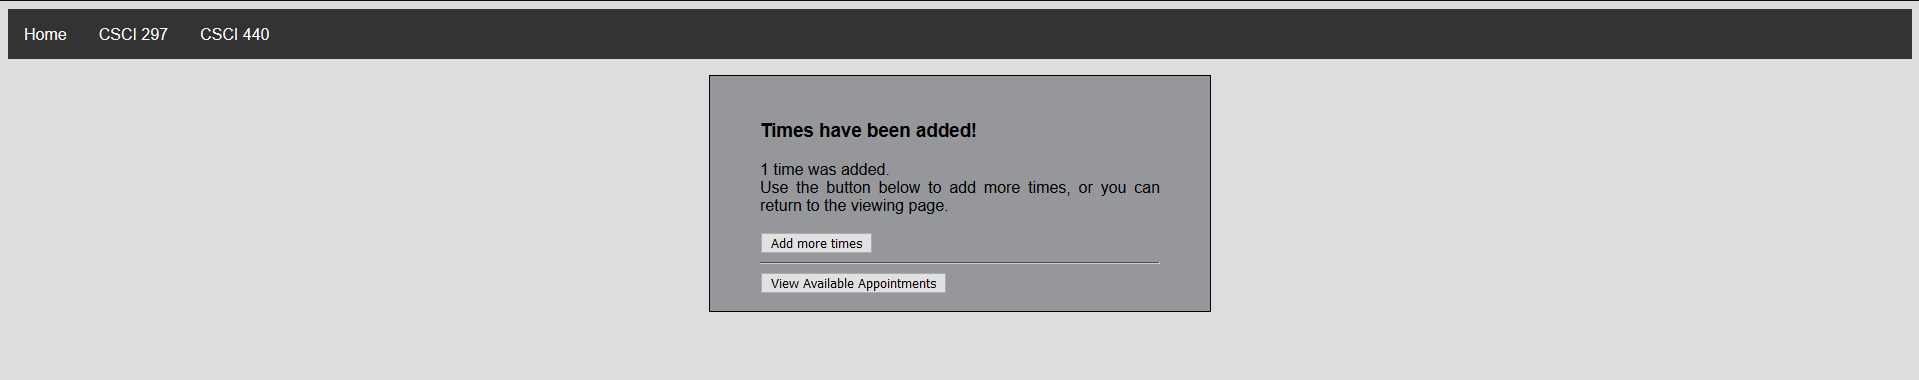 Home CSCI 297 CSCI 440
Times have been added!
1 time was added.
Use the button below to add more times, or you can
return to the viewing page.
Add more times
View Available Appointments